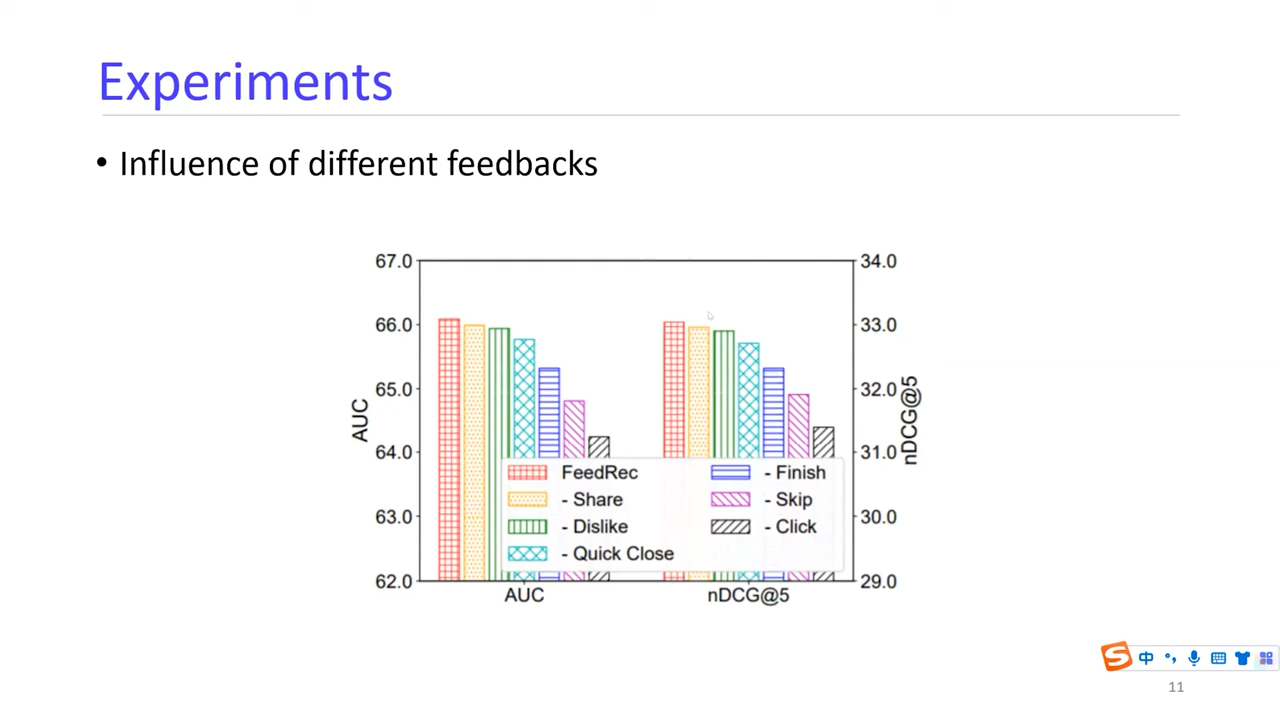 Experiments
• Influence of different feedbacks
67.0
66.0
65.0
64.0
63.0
62.0
AUC
34.0
33.0
32.0
31.0
30.0
29.0
nDCG@5
FeedRec
- Share
- Dislike
- Quick Close
- Finish
- Skip
- Click
AUC
nDCG@5
S 中
11